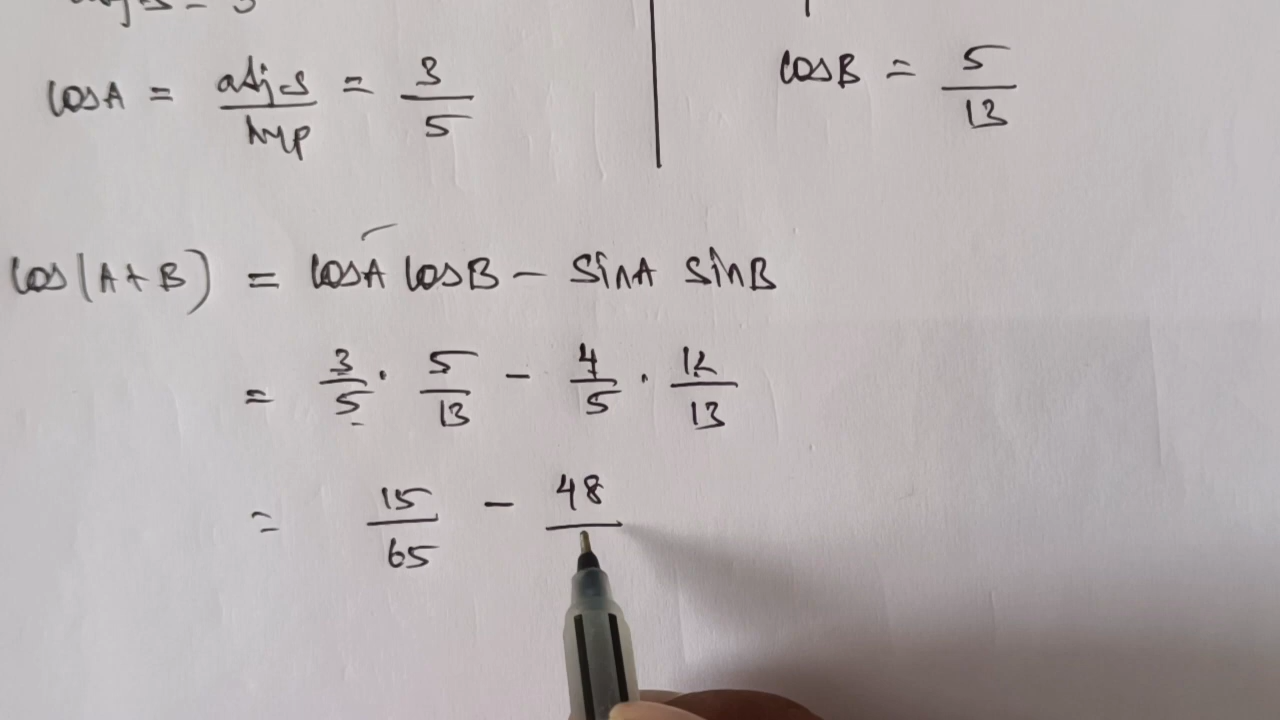 cosA = adjs/hyp = 3/5
cosB = 5/13
cos(A+B) = cosA cosB - sinA sinB
= 3/5 · 5/13 - 4/5 · 12/13
= 15/65 - 48/